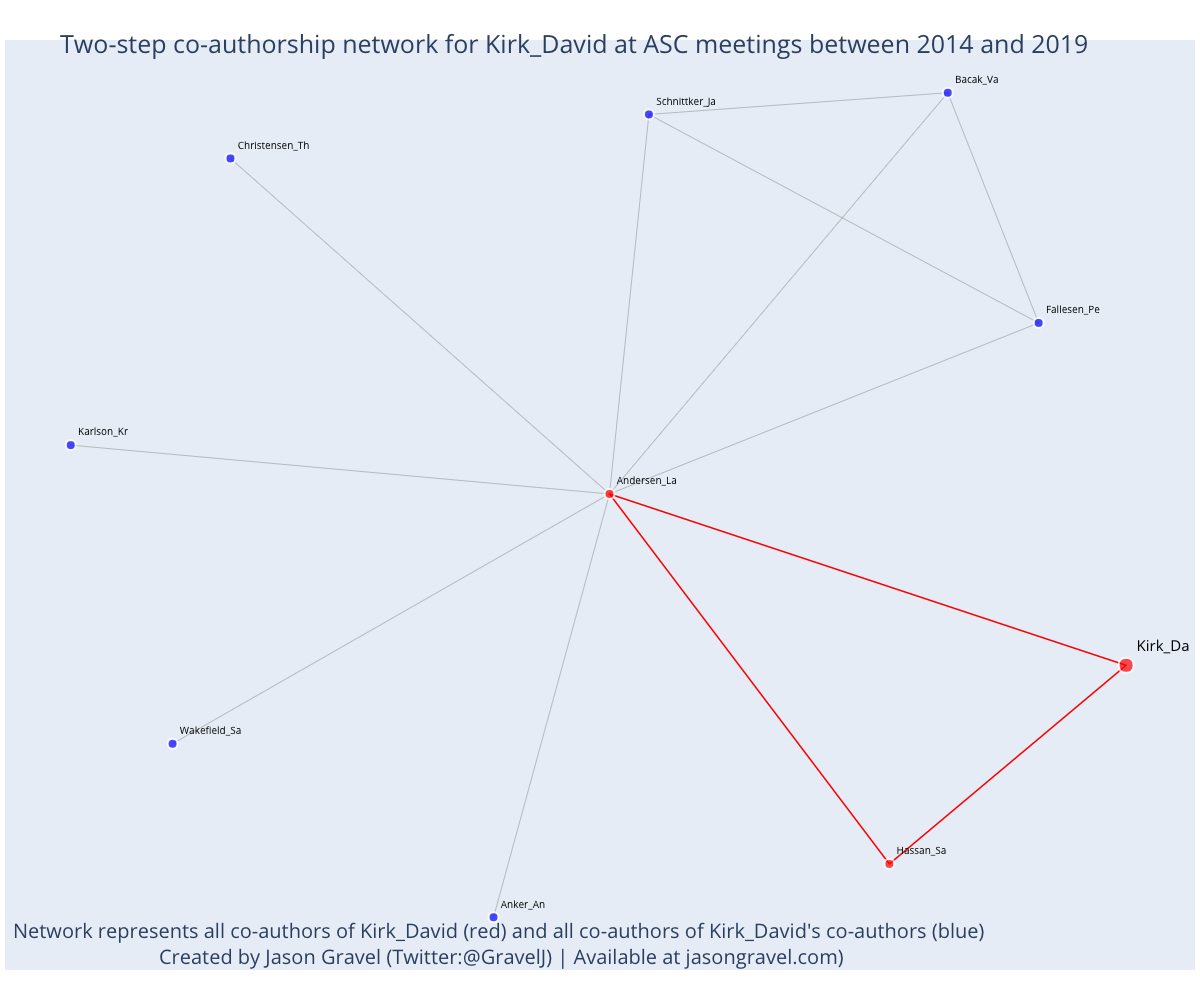 Two-step co-authorship network for Kirk_David at ASC meetings between 2014 and 2019
Bacak_Va
Schnittker_Ja
Christensen_Th
Fallesen_Pe
Karlson_Kr
Andersen_La
Kirk_Da
Wakefield_Sa
Hassan_Sa
Anker_An
Network represents all co-authors of Kirk_David (red) and all co-authors of Kirk_David's co-authors (blue)
Created by Jason Gravel (Twitter:@GravelJ) | Available at jasongravel.com)